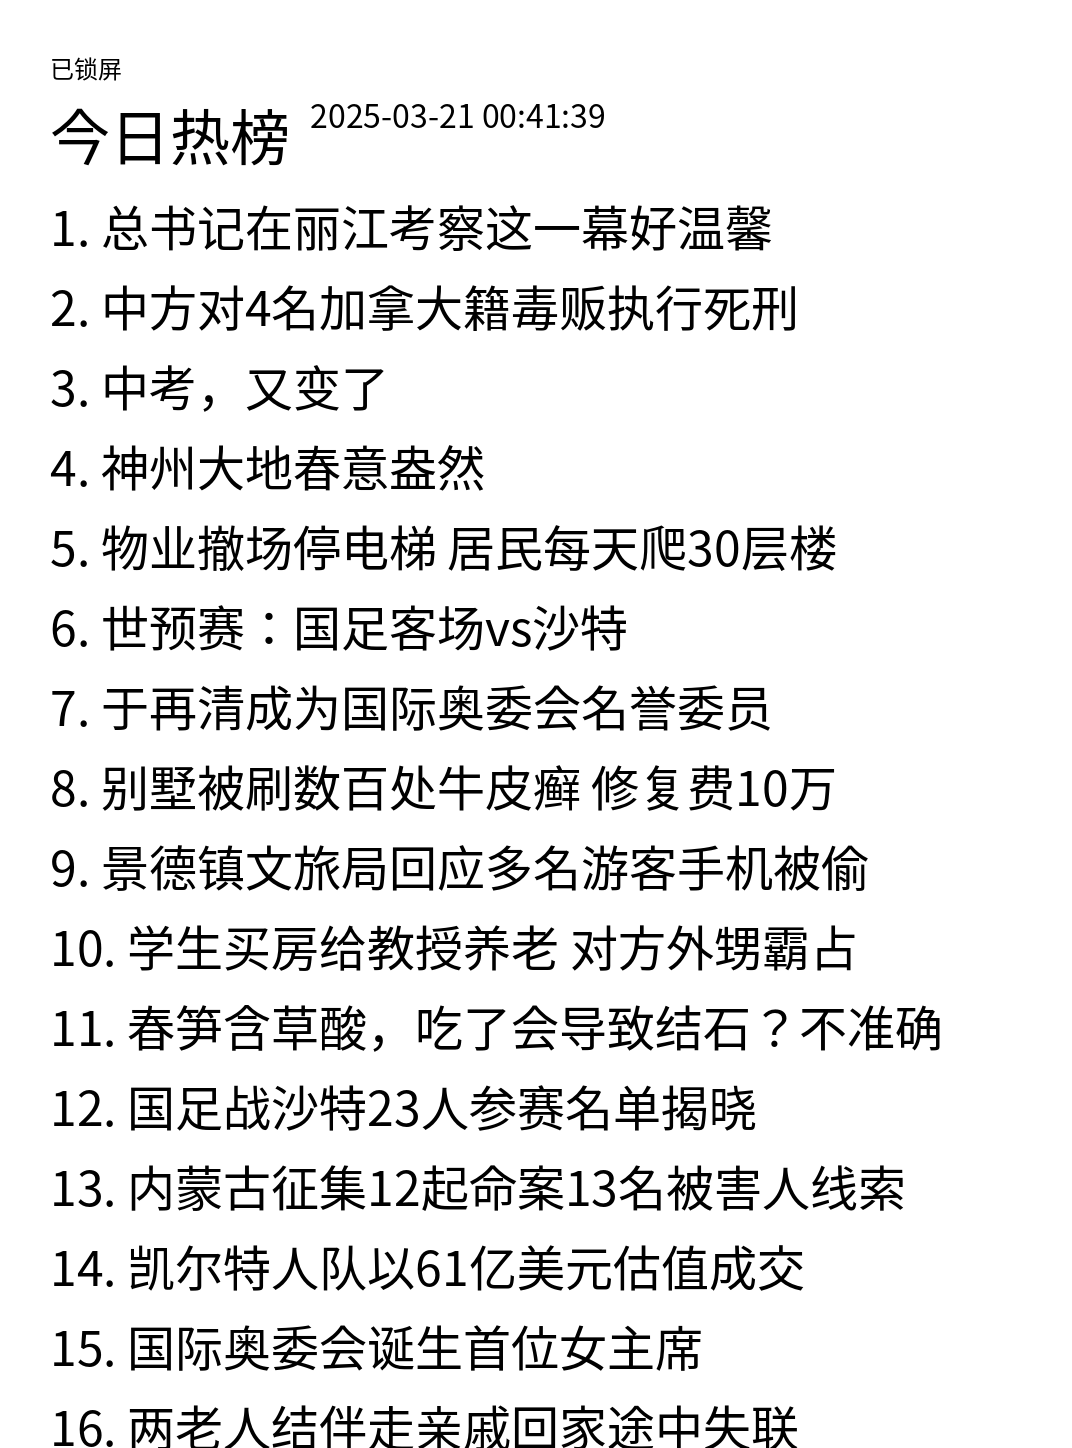 已锁屏
今日热榜 2025-03-21 00:41:39
1. 总书记在丽江考察这一幕好温馨
2. 中方对4名加拿大籍毒贩执行死刑
3. 中考，又变了
4. 神州大地春意盎然
5. 物业撤场停电梯 居民每天爬30层楼
6. 世预赛：国足客场vs沙特
7. 于再清成为国际奥委会名誉委员
8. 别墅被刷数百处牛皮癣 修复费10万
9. 景德镇文旅局回应多名游客手机被偷
10. 学生买房给教授养老 对方外甥霸占
11. 春笋含草酸，吃了会导致结石？不准确
12. 国足战沙特23人参赛名单揭晓
13. 内蒙古征集12起命案13名被害人线索
14. 凯尔特人队以61亿美元估值成交
15. 国际奥委会诞生首位女主席
16. 两老人结伴走亲戚回家途中失联